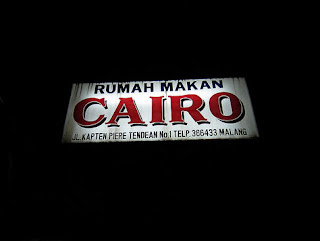 RUMAH MAKAN
CAIRO
JL.KAPTEN PIERE TENDEAN No.1 TELP. 366433 MALANG